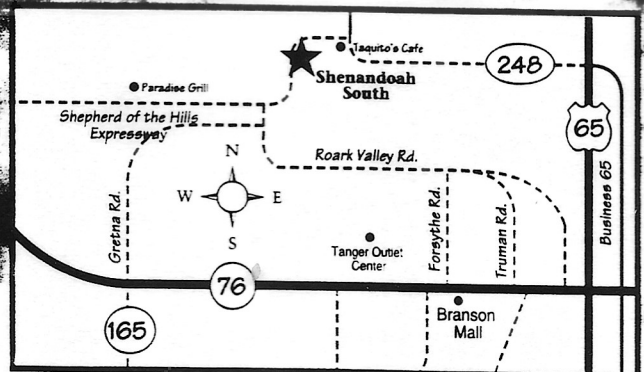 Taquito's Cafe
248
Shenandoah
South
Paradise Grill
65
Shepherd of the Hills
Expressway
N
Roark Valley Rd.
W
E
Gretna Rd.
Forsythe Rd.
Truman Rd.
Business 65
S
Tanger Outlet
Center
76
Branson
Mall
165